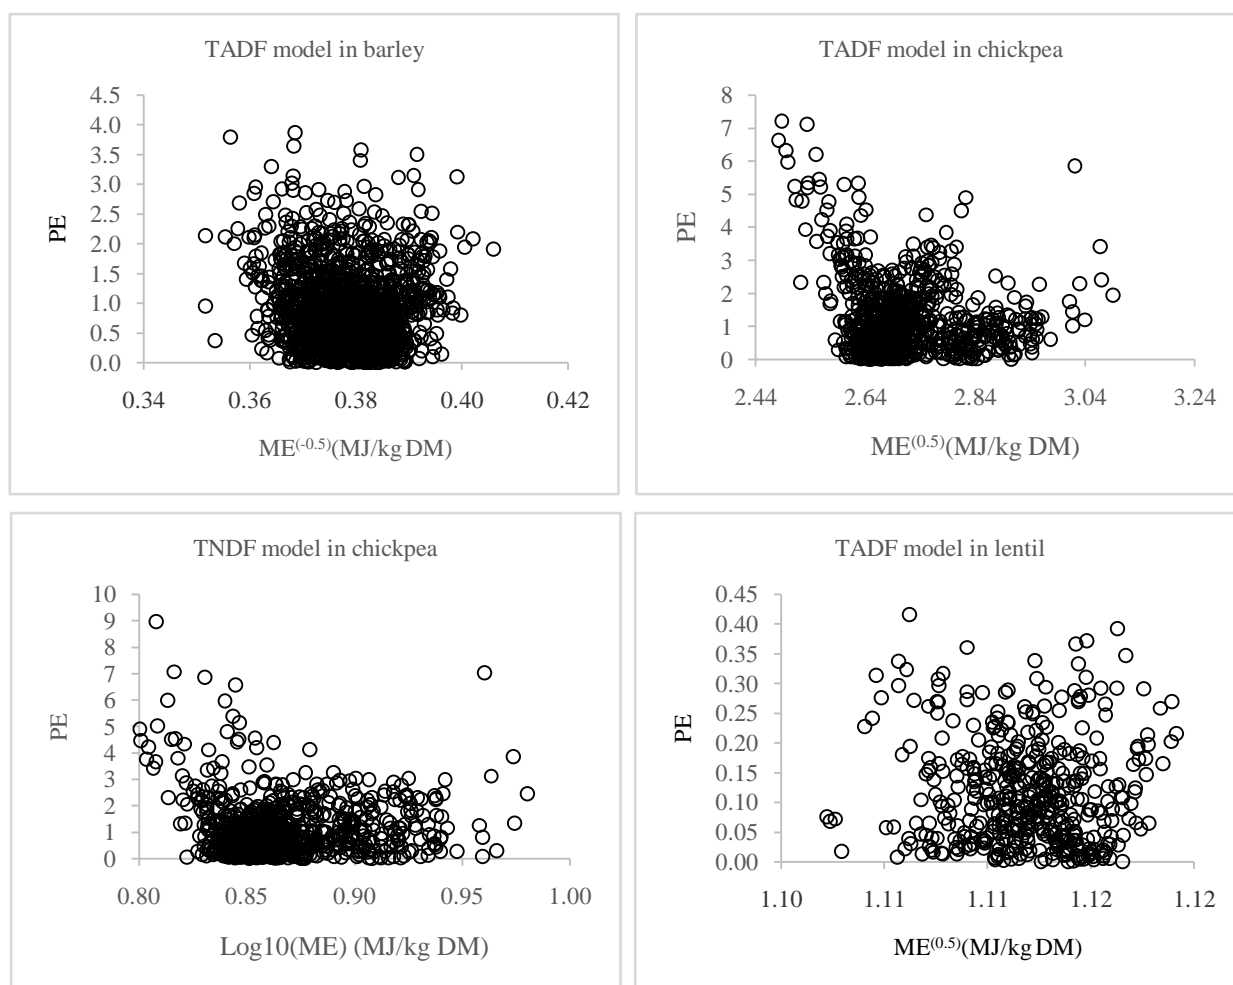 TADF model in barley
4.5
4.0
3.5
3.0
2.5
2.0
1.5
1.0
0.5
0.0
PE
0.34 0.36 0.38 0.40 0.42
ME(-0.5)(MJ/kg DM)
TADF model in chickpea
8
7
6
5
4
3
2
1
0
PE
2.44 2.64 2.84 3.04 3.24
ME(0.5)(MJ/kg DM)
TNDF model in chickpea
10
9
8
7
6
5
4
3
2
1
0
PE
0.80 0.85 0.90 0.95 1.00
Log10(ME) (MJ/kg DM)
TADF model in lentil
0.45
0.40
0.35
0.30
0.25
0.20
0.15
0.10
0.05
0.00
PE
1.10 1.11 1.11 1.12 1.12
ME(0.5)(MJ/kg DM)